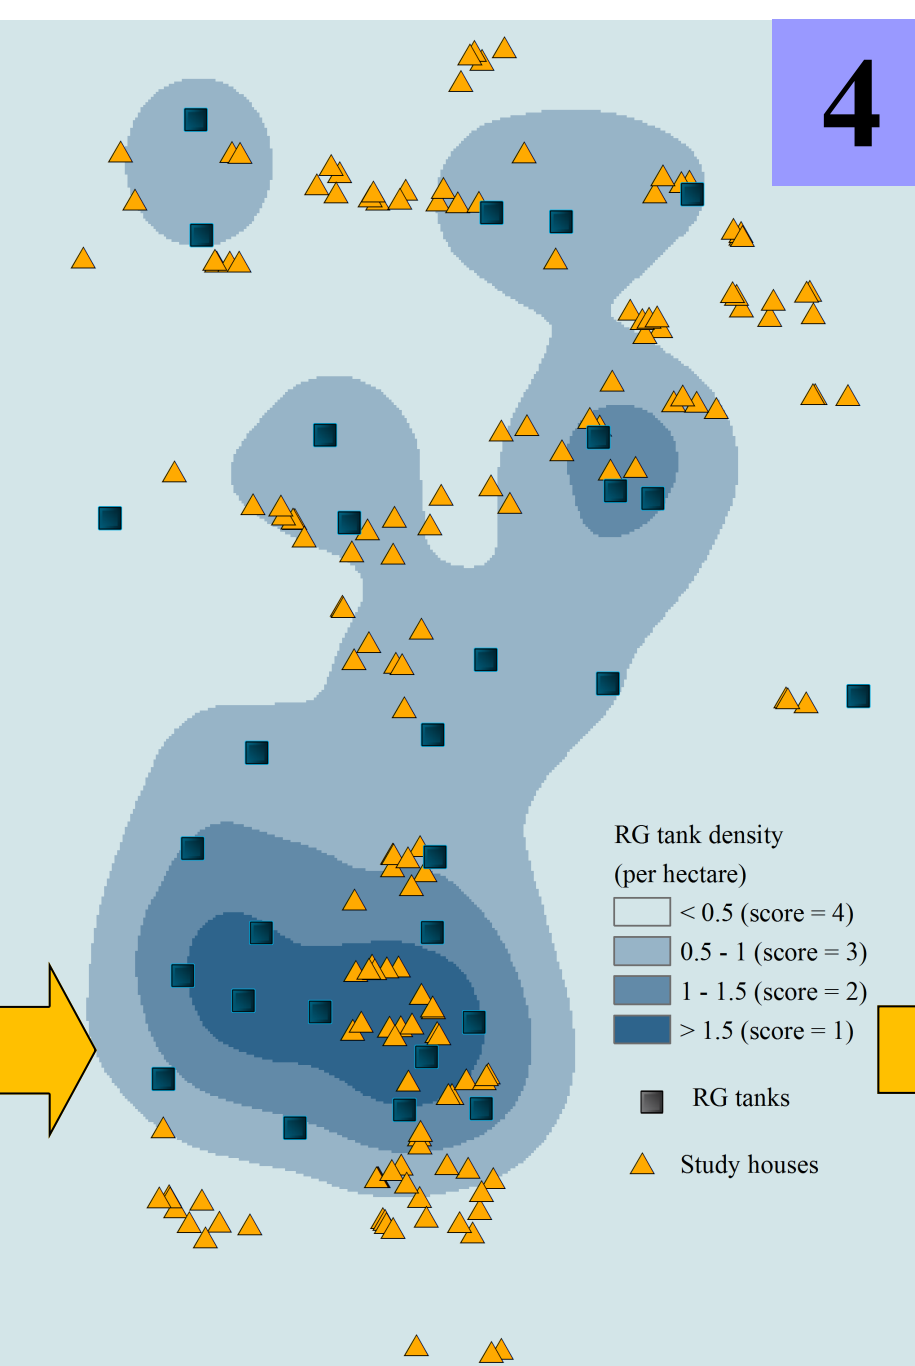 4
RG tank density
(per hectare)
< 0.5 (score = 4)
0.5 - 1 (score = 3)
1 - 1.5 (score = 2)
> 1.5 (score = 1)
RG tanks
Study houses